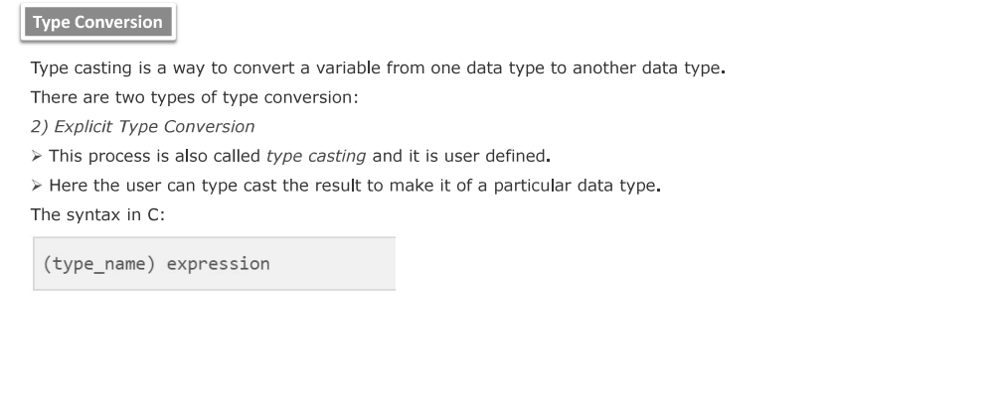 Type Conversion
Type casting is a way to convert a variable from one data type to another data type.
There are two types of type conversion:
2) Explicit Type Conversion
➢ This process is also called type casting and it is user defined.
➢ Here the user can type cast the result to make it of a particular data type.
The syntax in C:
(type_name) expression